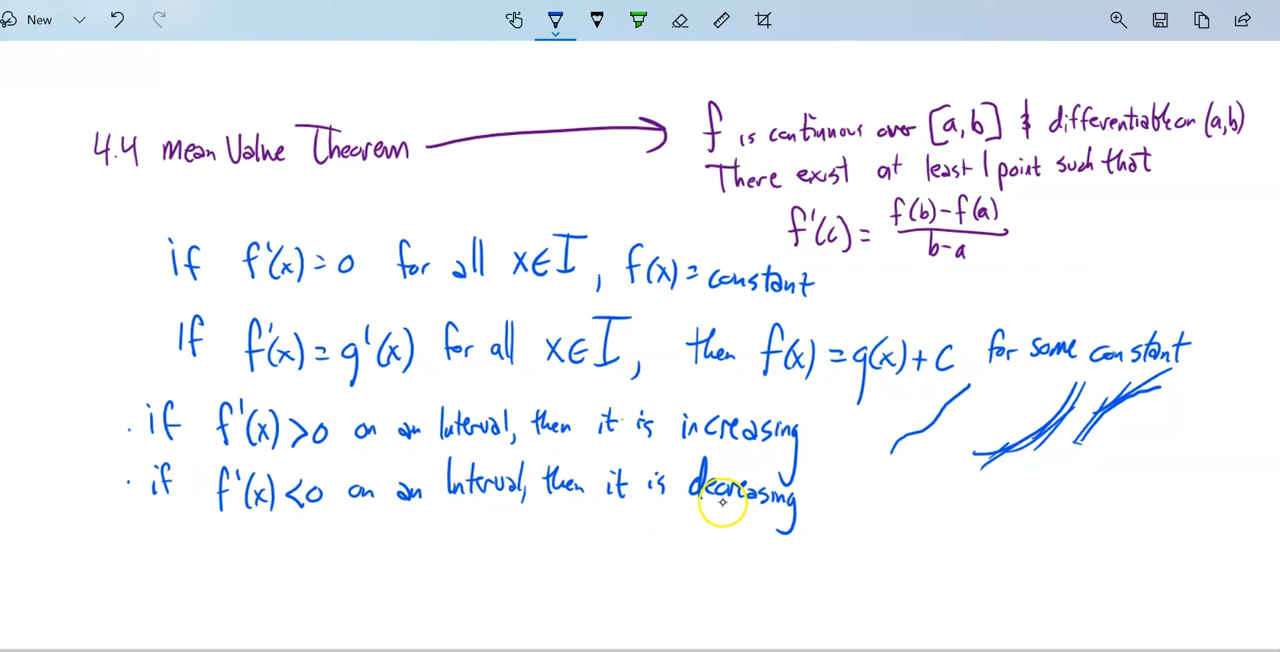 New
4.4 Mean Value Theorem
f is continuous over [a,b] & differentiable on (a,b)
There exist at least 1 point such that
f'(c) = f(b)-f(a) / b-a
if f'(x)=0 for all x∈I, f(x)=constant
If f'(x)=g'(x) for all x∈I, then f(x)=g(x)+C for some constant
. if f'(x)>0 on an Interval, then it is increasing
. if f'(x)<0 on an Interval, then it is decreasing